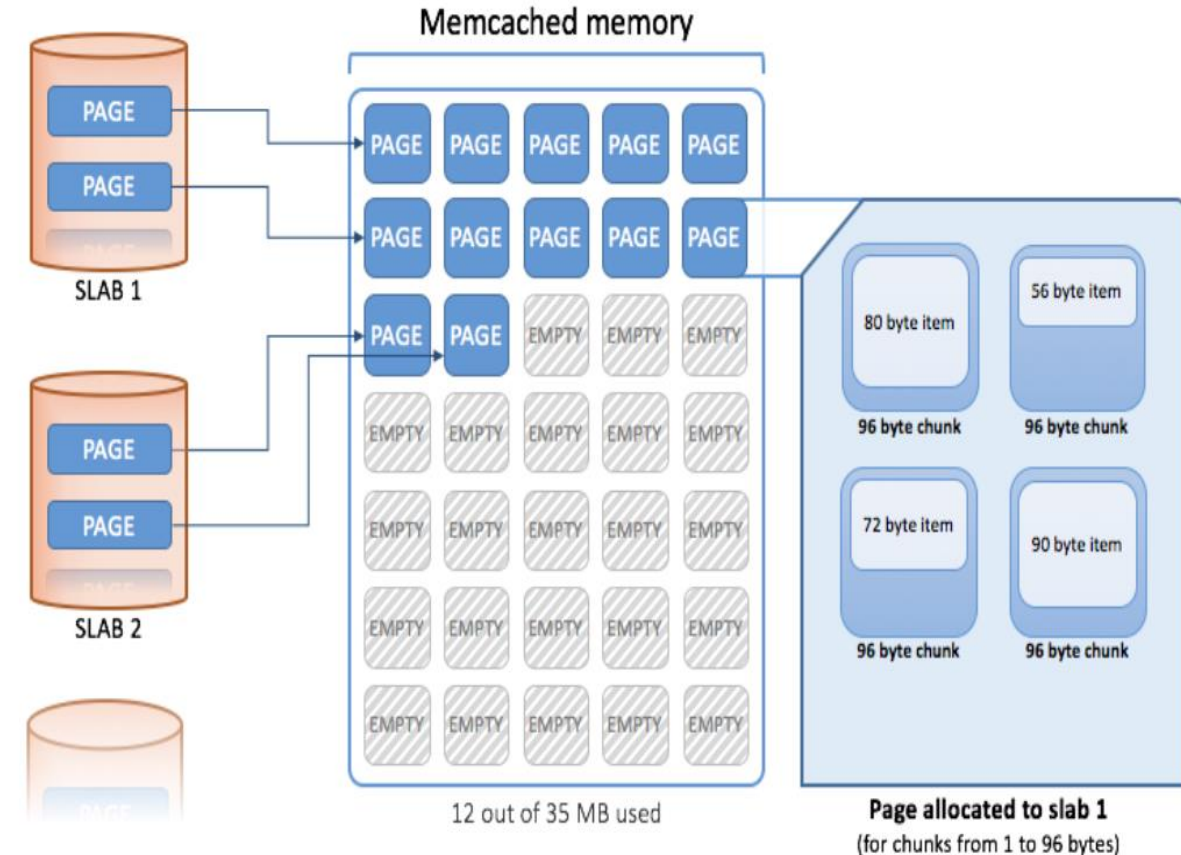 Memcached memory
PAGE
PAGE
PAGE
SLAB 1
PAGE
PAGE
PAGE
SLAB 2
PAGE
PAGE PAGE PAGE PAGE PAGE
PAGE PAGE PAGE PAGE PAGE
PAGE PAGE EMPTY EMPTY EMPTY
EMPTY EMPTY EMPTY EMPTY EMPTY
EMPTY EMPTY EMPTY EMPTY EMPTY
EMPTY EMPTY EMPTY EMPTY EMPTY
EMPTY EMPTY EMPTY EMPTY EMPTY
12 out of 35 MB used
80 byte item
96 byte chunk
56 byte item
96 byte chunk
72 byte item
96 byte chunk
90 byte item
96 byte chunk
Page allocated to slab 1
(for chunks from 1 to 96 bytes)